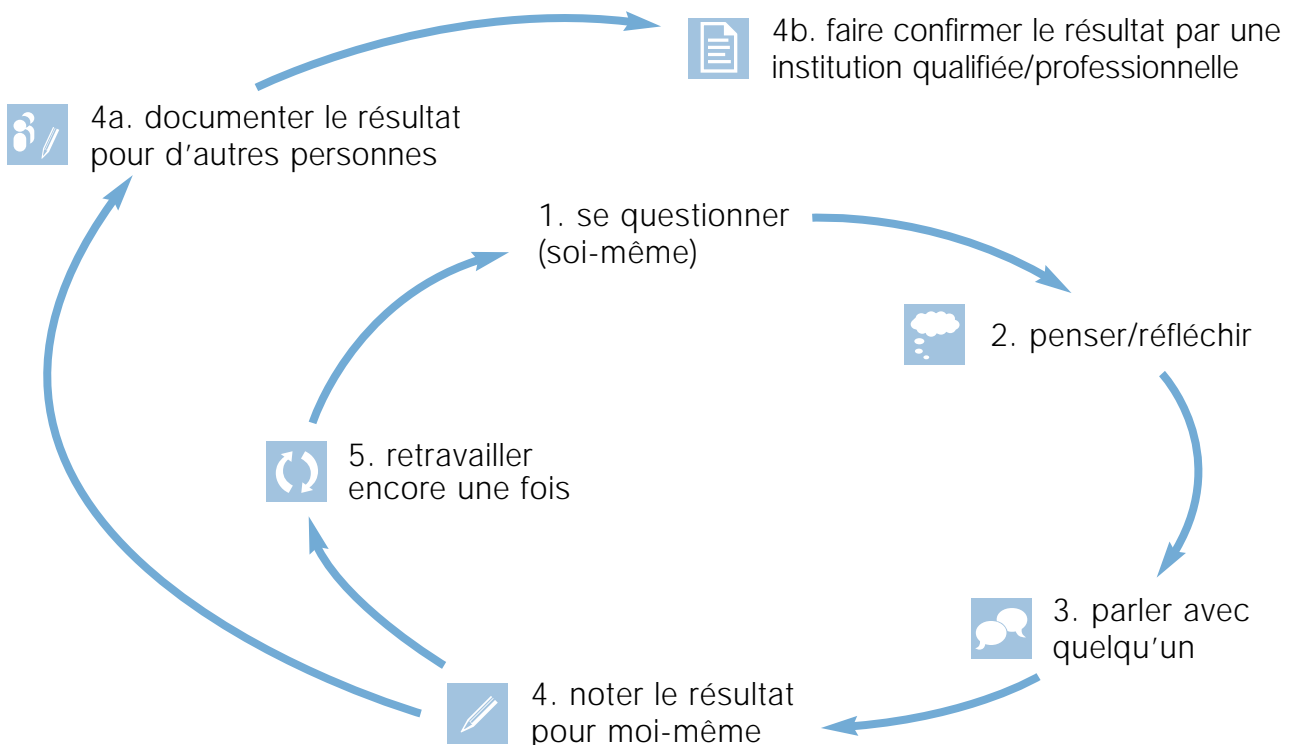 4b. faire confirmer le résultat par une
institution qualifiée/professionnelle
4a. documenter le résultat
pour d'autres personnes
1. se questionner
(soi-même)
2. penser/réfléchir
5. retravailler
encore une fois
3. parler avec
quelqu'un
4. noter le résultat
pour moi-même